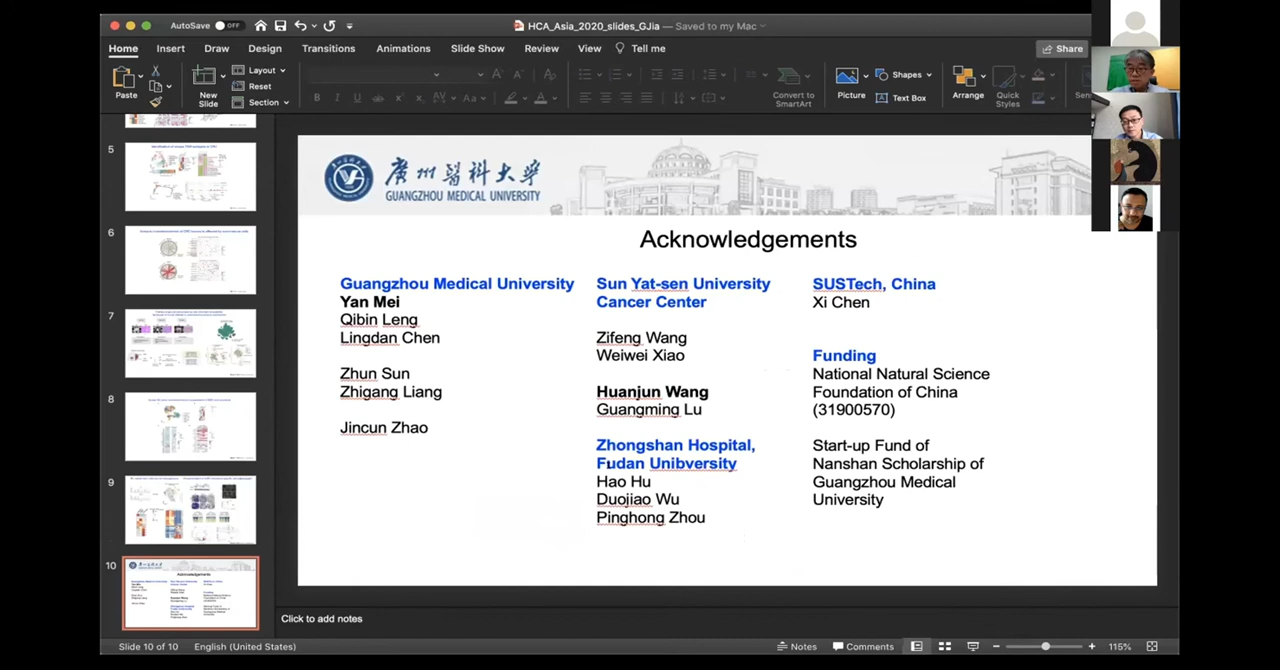 AutoSave OFF
HCA_Asia_2020_slides_GJia — Saved to my Mac
Home Insert Draw Design Transitions Animations Slide Show Review View Tell me
Share
Paste
New
Slide
Layout
Reset
Section
Convert to
SmartArt
Picture
Shapes
Text Box
Arrange
Quick
Styles
5
6
7
8
9
10
廣州醫科大學
GUANGZHOU MEDICAL UNIVERSITY
Acknowledgements
Guangzhou Medical University
Yan Mei
Qibin Leng
Lingdan Chen
Zhun Sun
Zhigang Liang
Jincun Zhao
Sun Yat-sen University
Cancer Center
Zifeng Wang
Weiwei Xiao
Huanjun Wang
Guangming Lu
Zhongshan Hospital,
Fudan Unibversity
Hao Hu
Duojiao Wu
Pinghong Zhou
SUSTech, China
Xi Chen
Funding
National Natural Science
Foundation of China
(31900570)
Start-up Fund of
Nanshan Scholarship of
Guangzhou Medical
University
Click to add notes
Slide 10 of 10 English (United States) Notes Comments 115%